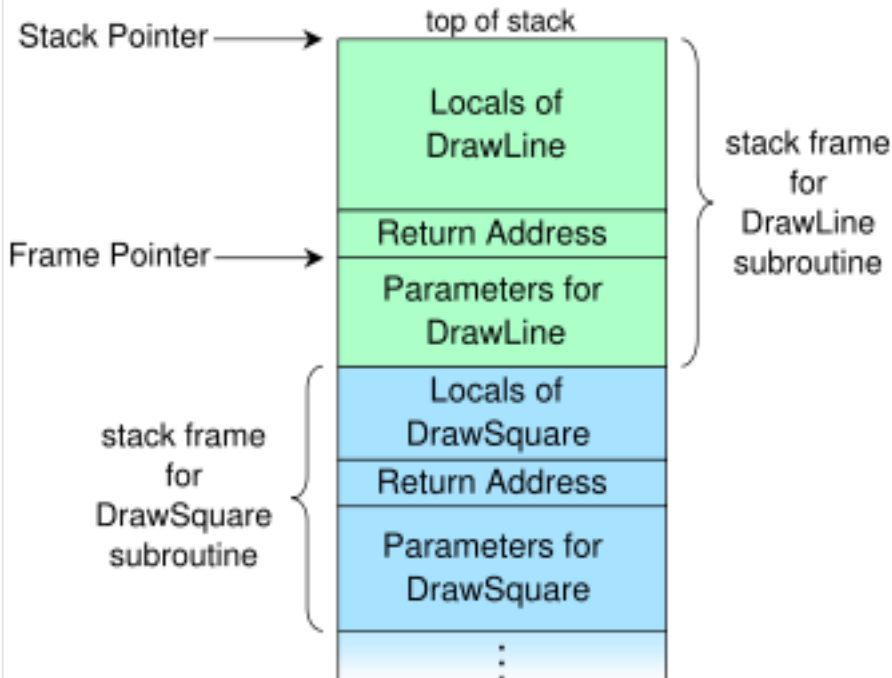 top of stack
Stack Pointer
Locals of
DrawLine
stack frame
for
DrawLine
subroutine
Return Address
Frame Pointer
Parameters for
DrawLine
Locals of
DrawSquare
stack frame
for
DrawSquare
subroutine
Return Address
Parameters for
DrawSquare
⋮